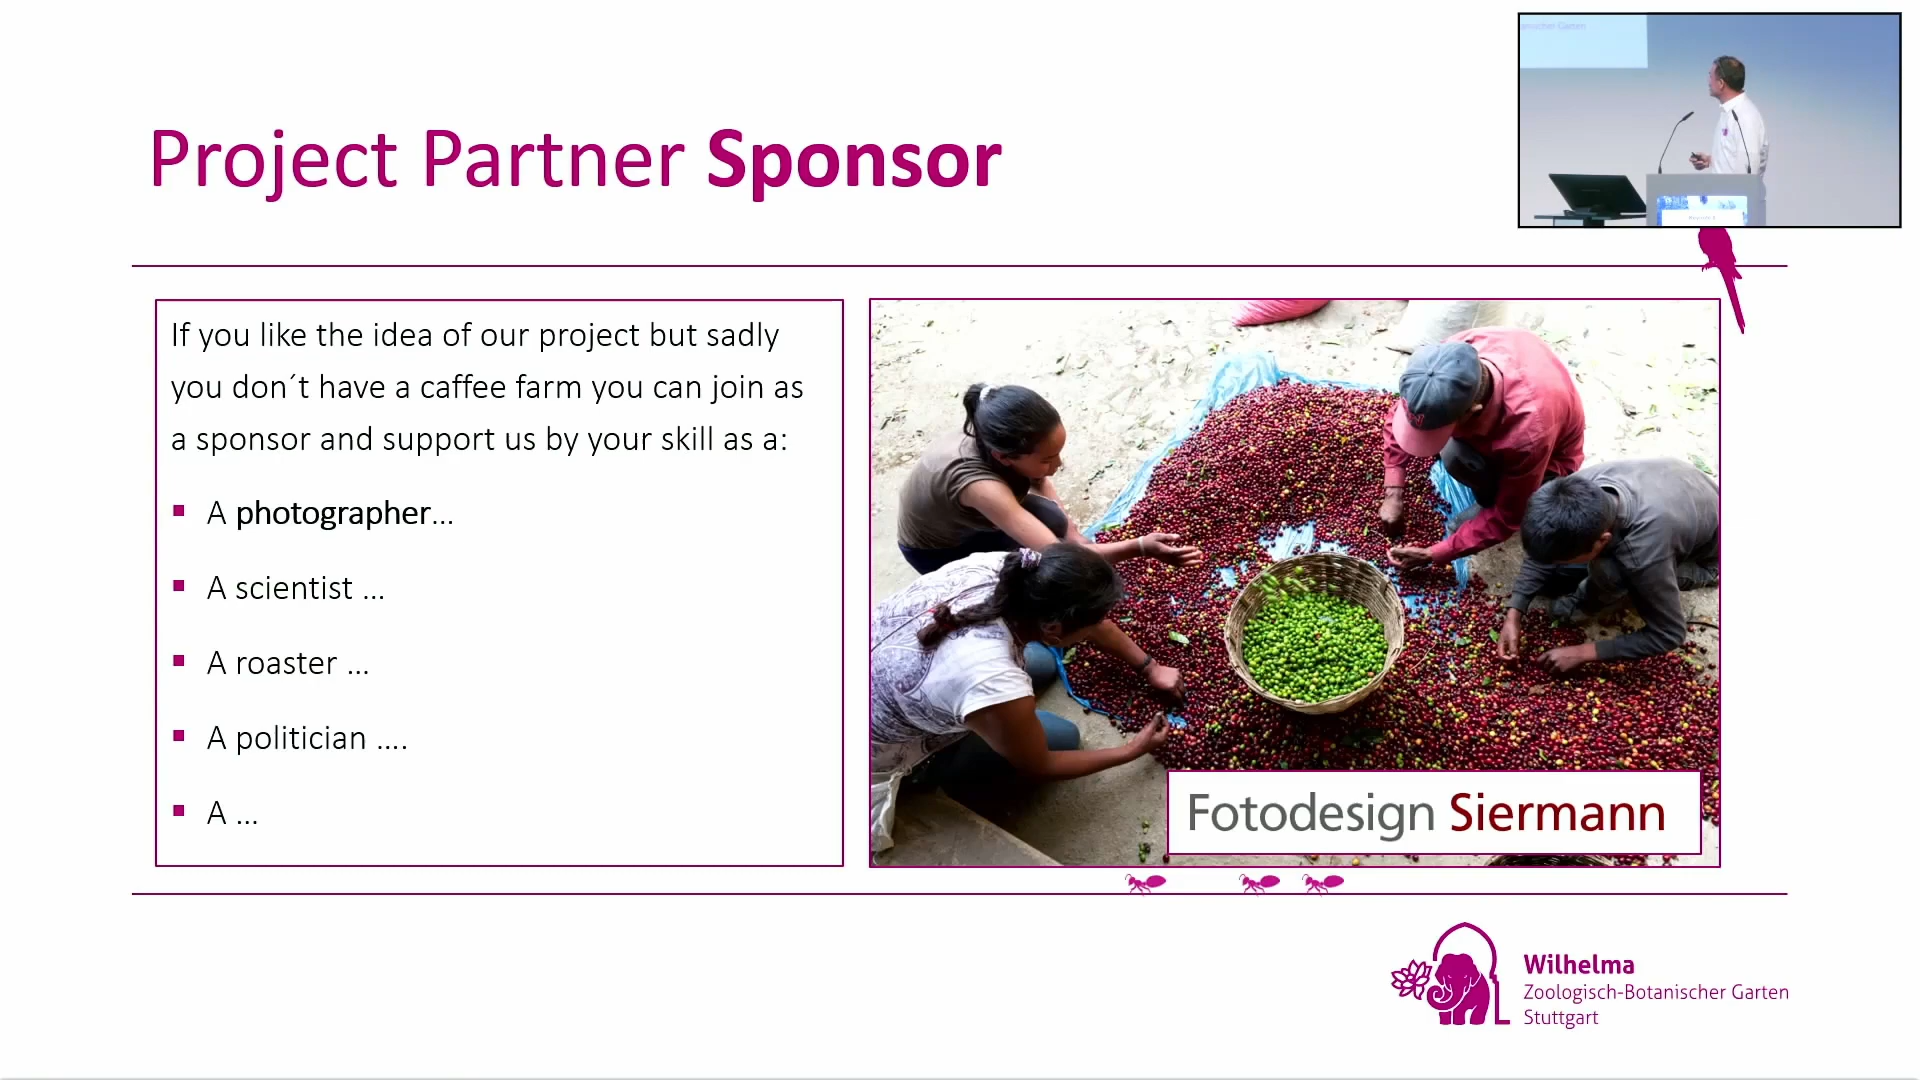 Project Partner Sponsor
If you like the idea of our project but sadly
you don´t have a caffee farm you can join as
a sponsor and support us by your skill as a:
▪ A photographer…
▪ A scientist …
▪ A roaster …
▪ A politician ….
▪ A …
Fotodesign Siermann
Wilhelma
Zoologisch-Botanischer Garten
Stuttgart